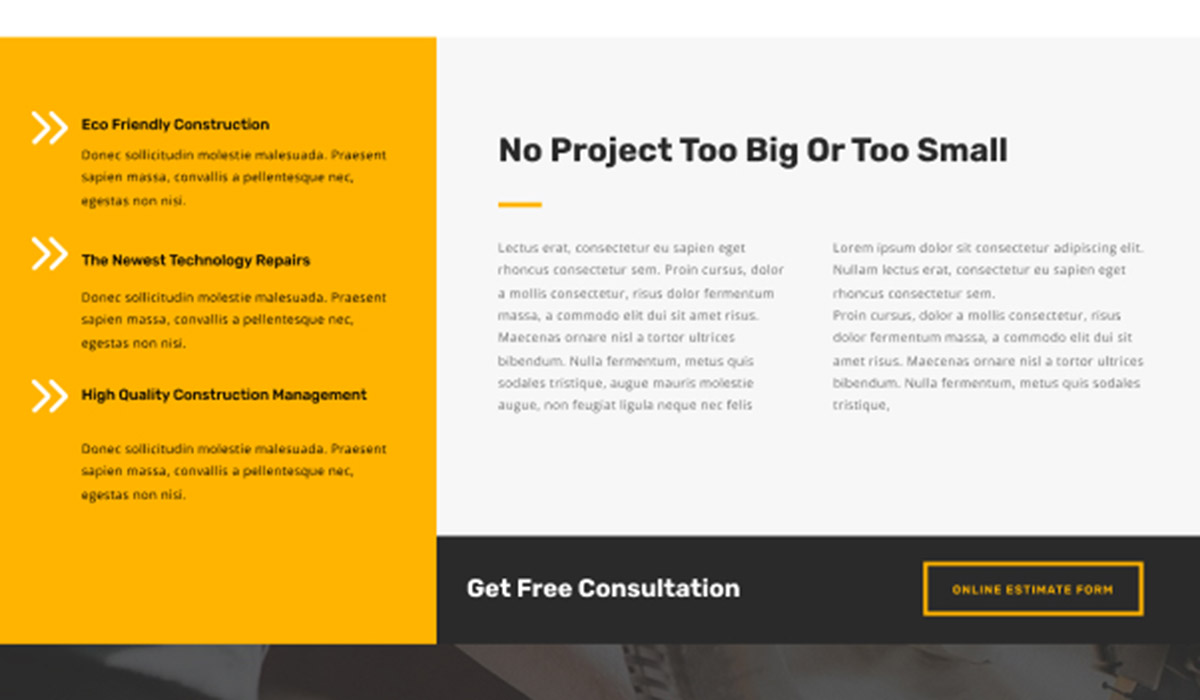 Eco Friendly Construction
Donec sollicitudin molestie malesuada. Praesent
sapien massa, convallis a pellentesque nec,
egestas non nisi.
The Newest Technology Repairs
Donec sollicitudin molestie malesuada. Praesent
sapien massa, convallis a pellentesque nec,
egestas non nisi.
High Quality Construction Management
Donec sollicitudin molestie malesuada. Praesent
sapien massa, convallis a pellentesque nec,
egestas non nisi.
No Project Too Big Or Too Small
Lectus erat, consectetur eu sapien eget
rhoncus consectetur sem. Proin cursus, dolor
a mollis consectetur, risus dolor fermentum
massa, a commodo elit dui sit amet risus.
Maecenas ornare nisl a tortor ultrices
bibendum. Nulla fermentum, metus quis
sodales tristique, augue mauris molestie
augue, non feugiat ligula neque nec felis
Lorem ipsum dolor sit consectetur adipiscing elit.
Nullam lectus erat, consectetur eu sapien eget
rhoncus consectetur sem.
Proin cursus, dolor a mollis consectetur, risus
dolor fermentum massa, a commodo elit dui sit
amet risus. Maecenas ornare nisl a tortor ultrices
bibendum. Nulla fermentum, metus quis sodales
tristique,
Get Free Consultation
ONLINE ESTIMATE FORM